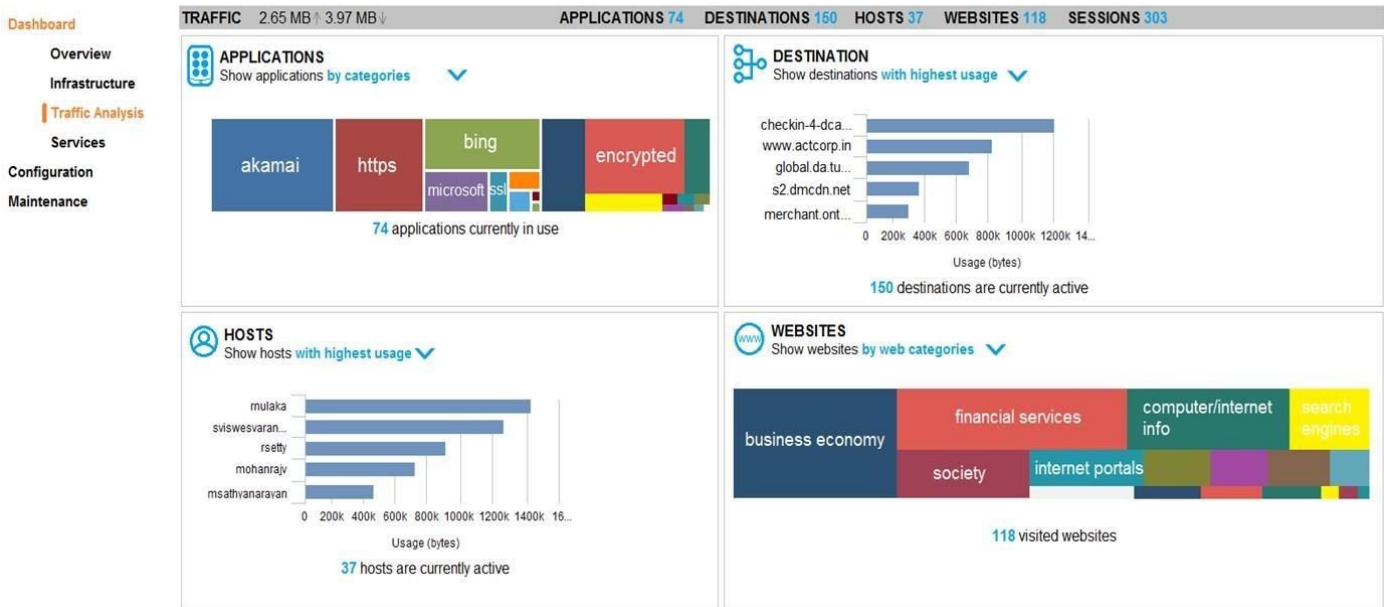 Dashboard
Overview
Infrastructure
Traffic Analysis
Services
Configuration
Maintenance
TRAFFIC 2.65 MB↑ 3.97 MB↓ APPLICATIONS 74 DESTINATIONS 150 HOSTS 37 WEBSITES 118 SESSIONS 303
APPLICATIONS
Show applications by categories
akamai
https
bing
microsoft
ssl
encrypted
74 applications currently in use
DESTINATION
Show destinations with highest usage
checkin-4-dca...
www.actcorp.in
global.da.tu...
s2.dmcdn.net
merchant.ont...
0 200k 400k 600k 800k 1000k 1200k 14...
Usage (bytes)
150 destinations are currently active
HOSTS
Show hosts with highest usage
mulaka
sviswesvaran...
rsetty
mohanrajv
msathyanarayan
0 200k 400k 600k 800k 1000k 1200k 1400k 16...
Usage (bytes)
37 hosts are currently active
www
WEBSITES
Show websites by web categories
business economy
financial services
computer/internet
info
search
engines
society
internet portals
118 visited websites